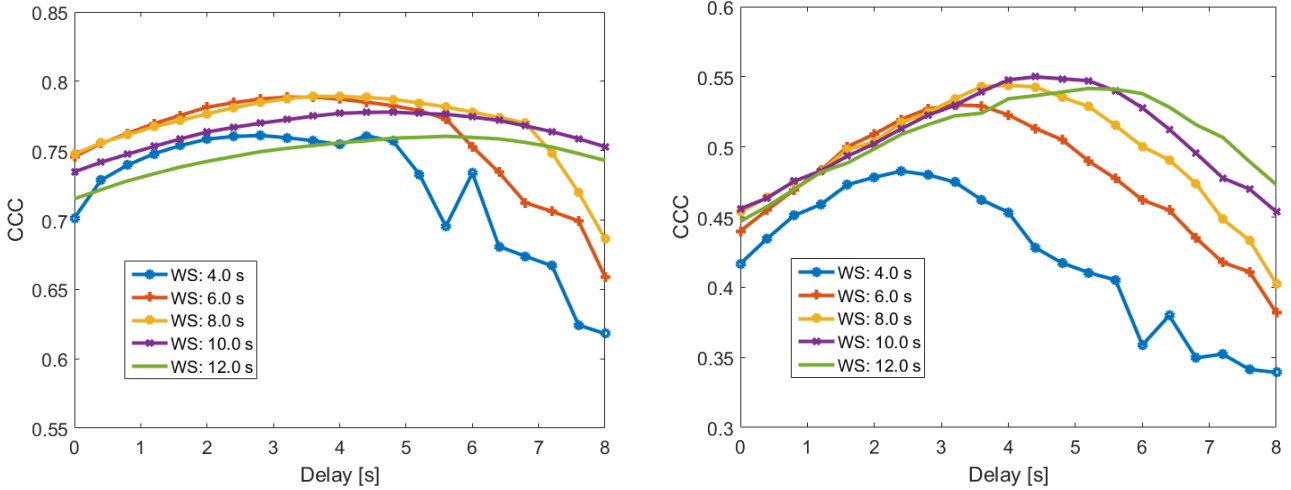 0.85
0.8
0.75
0.7
0.65
0.6
0.55
CCC
0 1 2 3 4 5 6 7 8
Delay [s]
WS: 4.0 s
WS: 6.0 s
WS: 8.0 s
WS: 10.0 s
WS: 12.0 s
0.6
0.55
0.5
0.45
0.4
0.35
0.3
CCC
0 1 2 3 4 5 6 7 8
Delay [s]
WS: 4.0 s
WS: 6.0 s
WS: 8.0 s
WS: 10.0 s
WS: 12.0 s